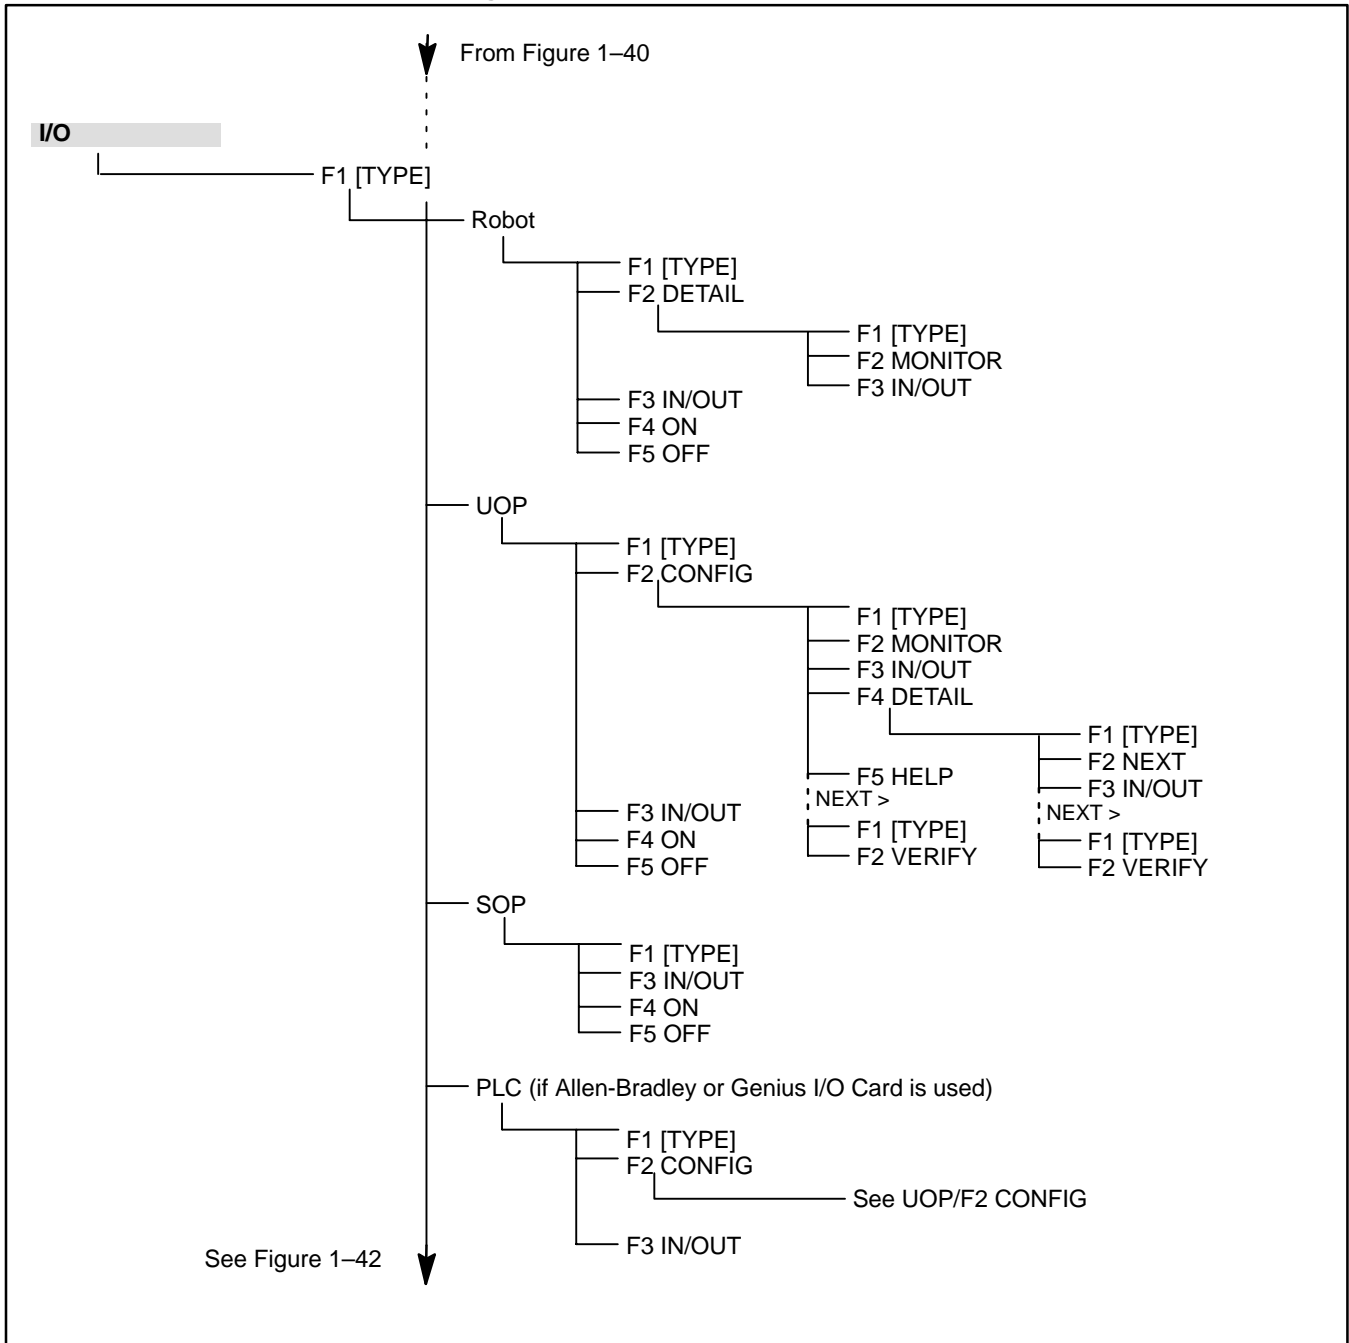 From Figure 1–40
I/O
F1 [TYPE]
Robot
F1 [TYPE]
F2 DETAIL
F1 [TYPE]
F2 MONITOR
F3 IN/OUT
F3 IN/OUT
F4 ON
F5 OFF
UOP
F1 [TYPE]
F2 CONFIG
F1 [TYPE]
F2 MONITOR
F3 IN/OUT
F4 DETAIL
F1 [TYPE]
F2 NEXT
F3 IN/OUT
NEXT >
F1 [TYPE]
F2 VERIFY
F5 HELP
NEXT >
F1 [TYPE]
F2 VERIFY
F3 IN/OUT
F4 ON
F5 OFF
SOP
F1 [TYPE]
F3 IN/OUT
F4 ON
F5 OFF
PLC (if Allen-Bradley or Genius I/O Card is used)
F1 [TYPE]
F2 CONFIG
See UOP/F2 CONFIG
F3 IN/OUT
See Figure 1–42